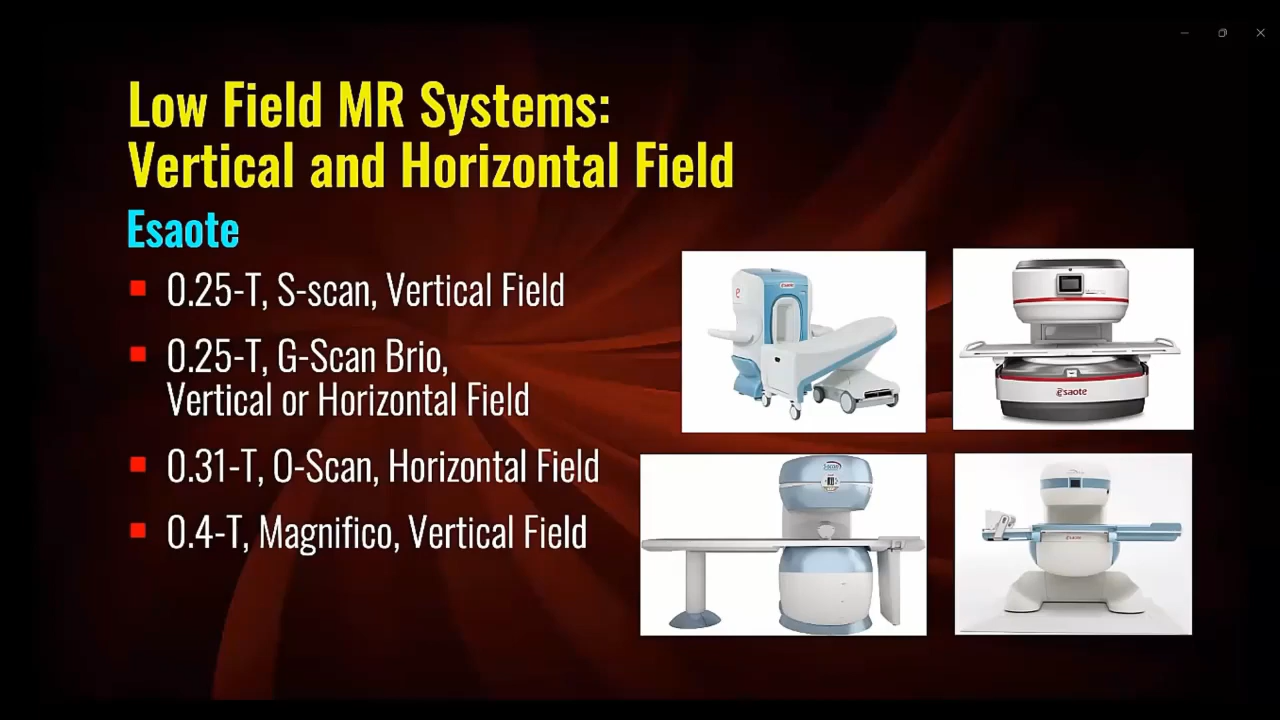 Low Field MR Systems:
Vertical and Horizontal Field
Esaote
0.25-T, S-scan, Vertical Field
0.25-T, G-Scan Brio,
Vertical or Horizontal Field
0.31-T, O-Scan, Horizontal Field
0.4-T, Magnifico, Vertical Field
esaote